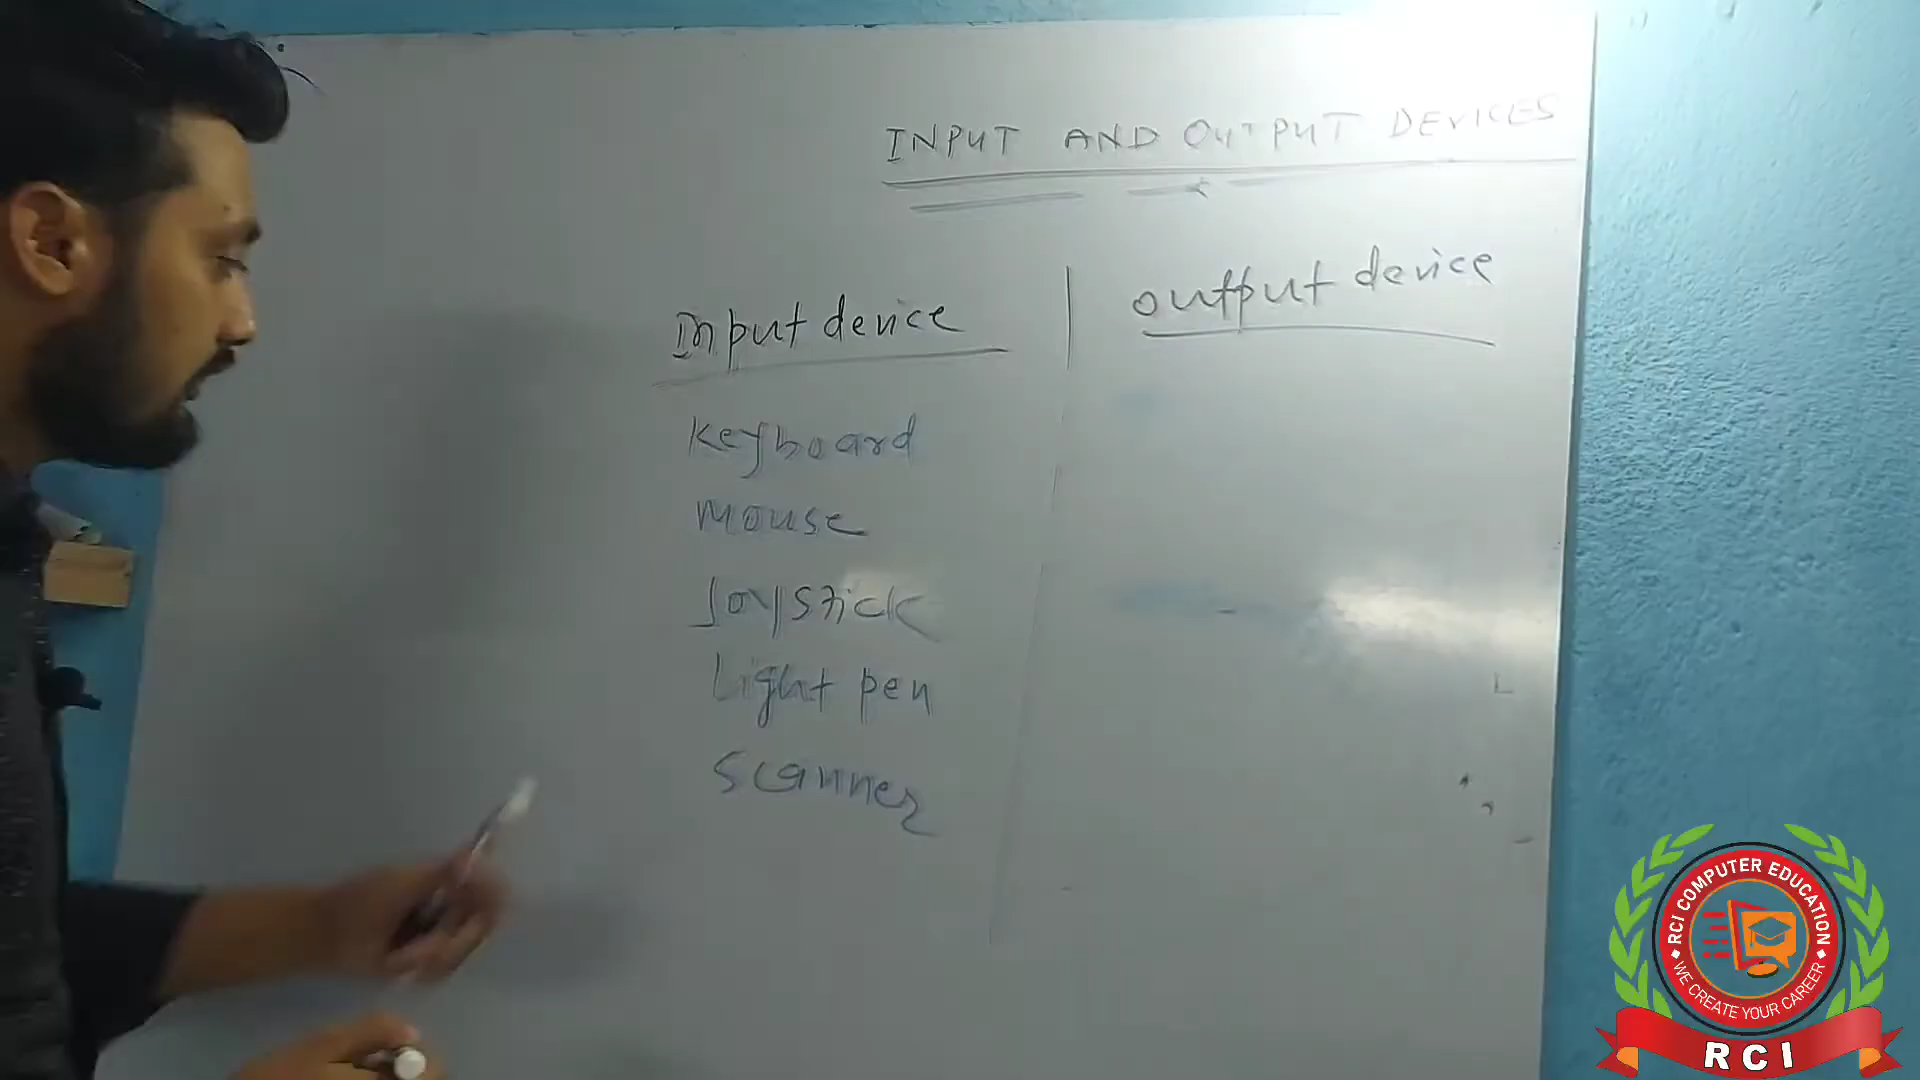 INPUT AND OUTPUT DEVICES
Input device
output device
Keyboard
mouse
Joystick
Light pen
Scanner
RCI COMPUTER EDUCATION
WE CREATE YOUR CAREER
RCI